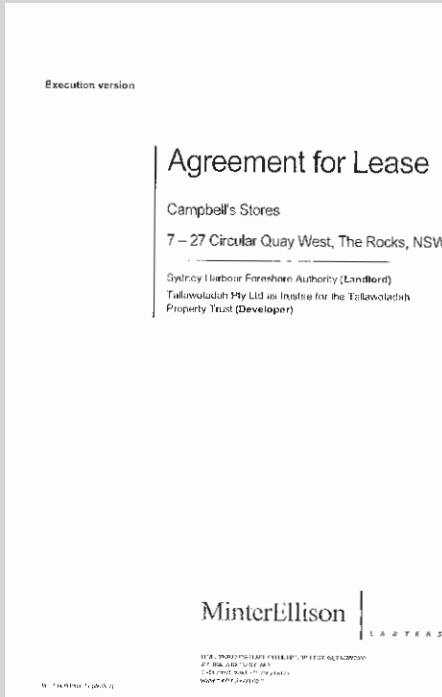 Execution version
Agreement for Lease
Campbell's Stores
7 – 27 Circular Quay West, The Rocks, NSW
Sydney Harbour Foreshore Authority (Landlord)
Tallawoladah Pty Ltd as trustee for the Tallawoladah
Property Trust (Developer)
MinterEllison
LAWYERS